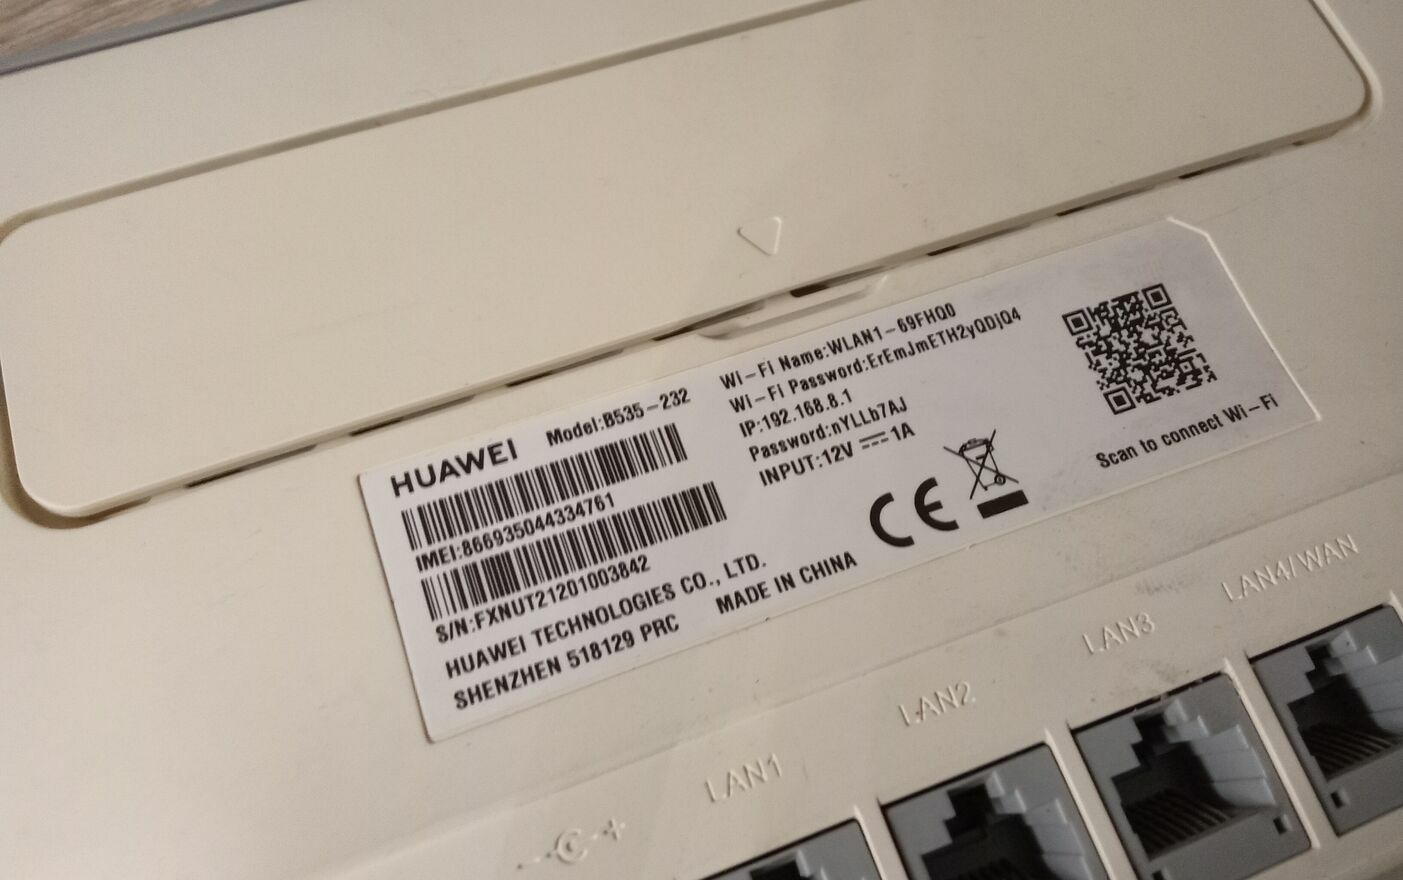 HUAWEI Model:B535-232
IMEI:866935044334761
S/N:FXNUT21201003842
HUAWEI TECHNOLOGIES CO., LTD.
SHENZHEN 518129 PRC MADE IN CHINA
Wi-Fi Name:WLAN1-69FHQ0
Wi-Fi Password:ErEmJmETH2yQDjQ4
IP:192.168.8.1
Password:nYLLb7AJ
INPUT:12V ⎓ 1A
CE
Scan to connect Wi-Fi
LAN1
LAN2
LAN3
LAN4/WAN